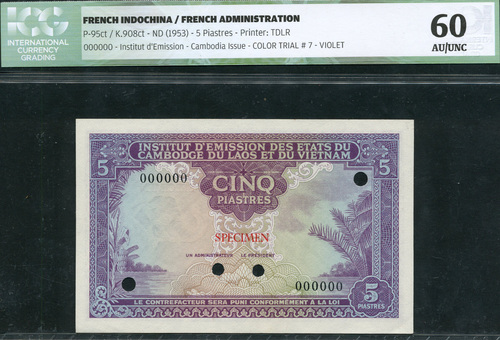 ICG
INTERNATIONAL
CURRENCY
GRADING
FRENCH INDOCHINA / FRENCH ADMINISTRATION
P-95ct / K.908ct - ND (1953) - 5 Piastres - Printer: TDLR
000000 - Institut d'Emission - Cambodia Issue - COLOR TRIAL # 7 - VIOLET
60
AU/UNC
INSTITUT D'EMISSION DES ETATS DU
CAMBODGE DU LAOS ET DU VIETNAM
5
5
000000
CINQ
PIASTRES
SPECIMEN
UN ADMINISTRATEUR
LE PRÉSIDENT
000000
5
PIASTRES
LE CONTREFACTEUR SERA PUNI CONFORMÉMENT À LA LOI